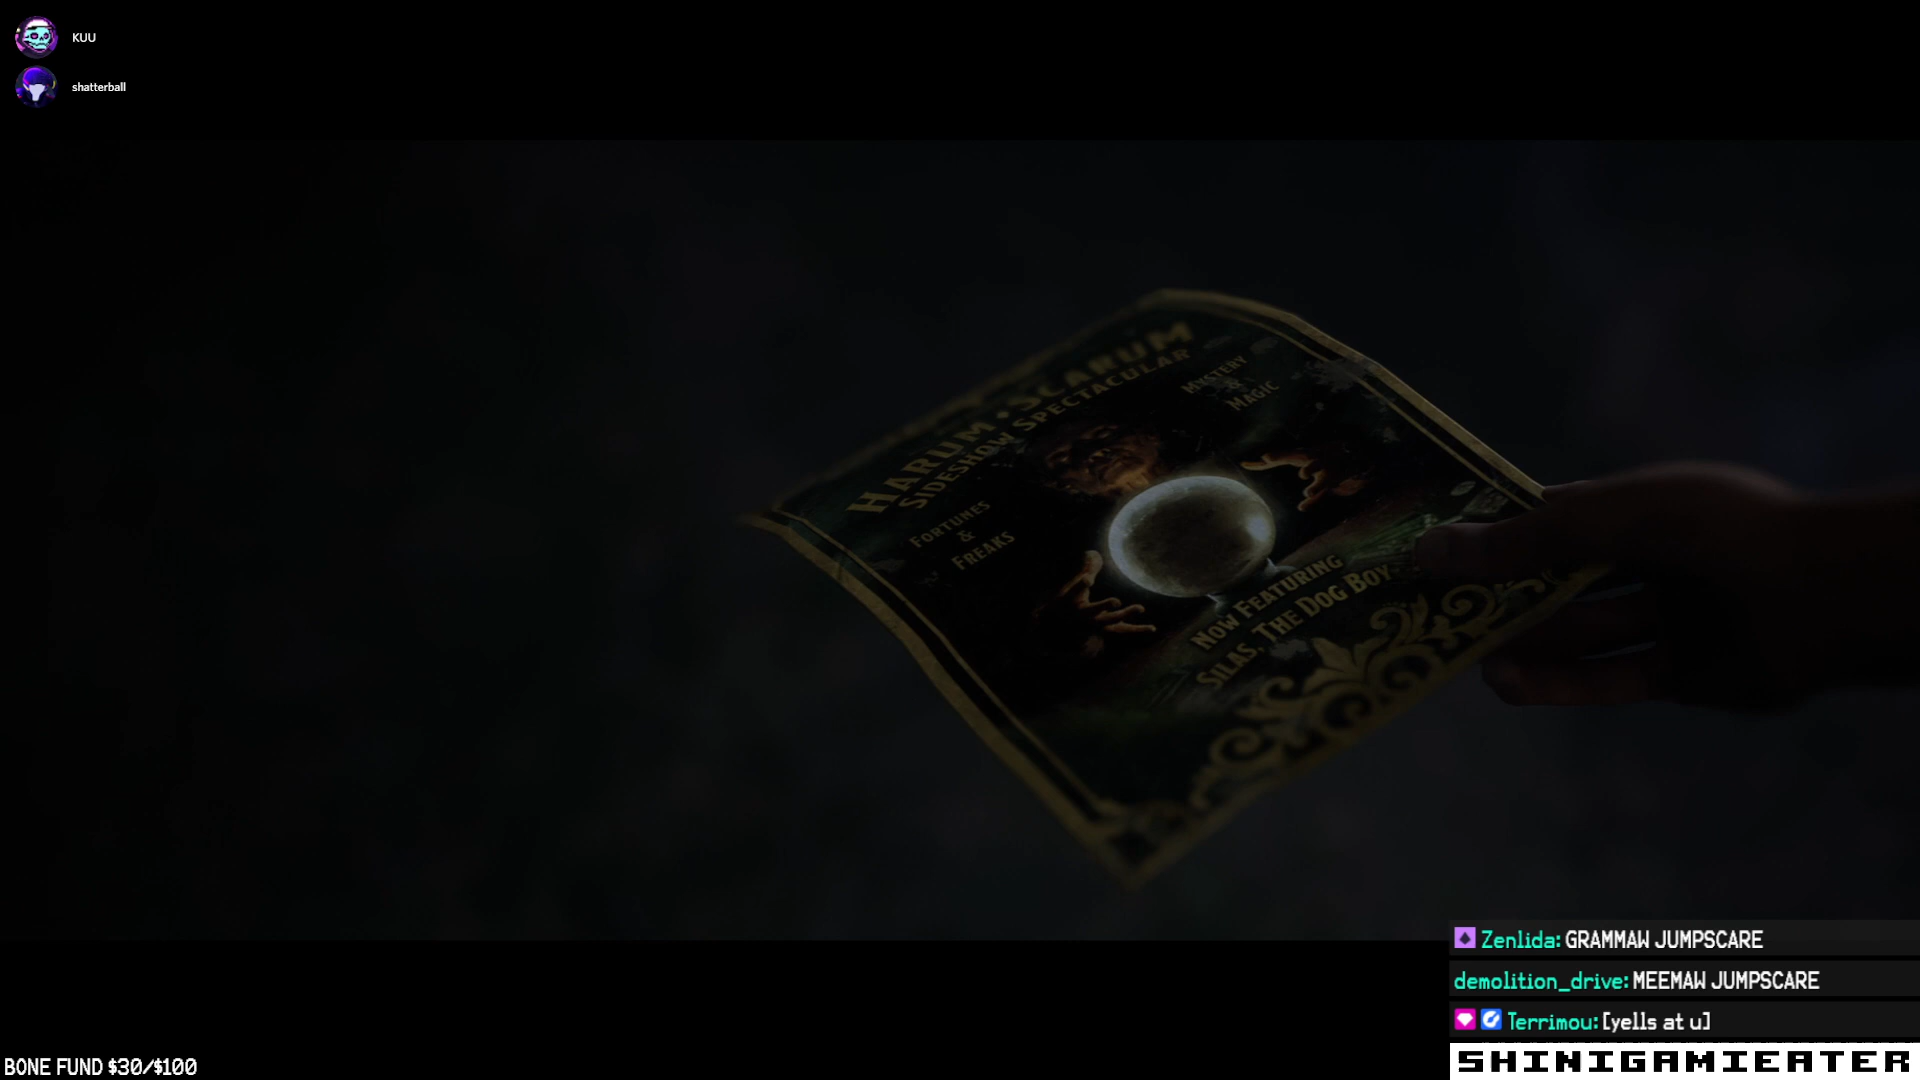 KUU
shatterball
HARUM • SCARUM
SIDESHOW SPECTACULAR
MYSTERY
&
MAGIC
FORTUNES
&
FREAKS
NOW FEATURING
SILAS, THE DOG BOY
Zenlida: GRAMMAW JUMPSCARE
demolition_drive: MEEMAW JUMPSCARE
Terrimou: [yells at u]
BONE FUND $30/$100
SHINIGAMIEATER